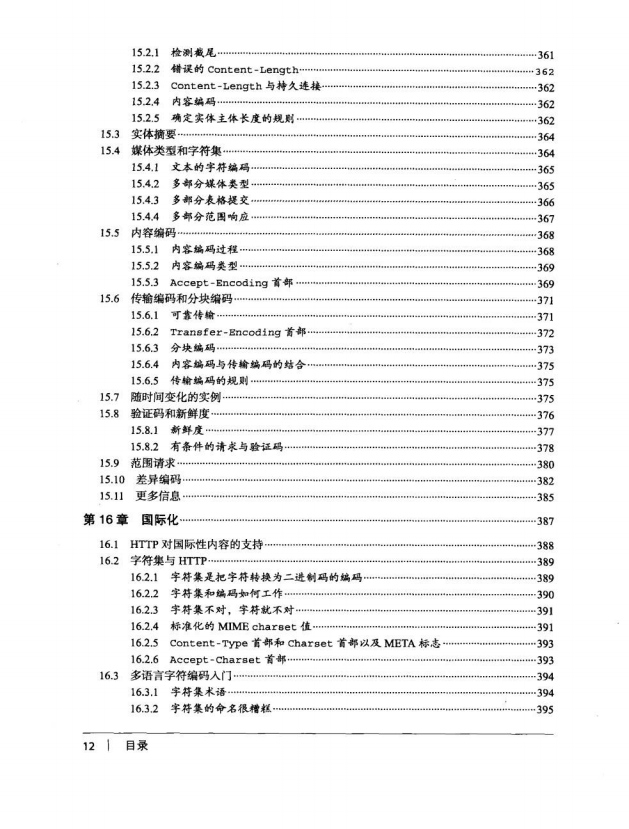 15.2.1 检测截尾 361
15.2.2 错误的 Content-Length 362
15.2.3 Content-Length 与持久连接 362
15.2.4 内容编码 362
15.2.5 确定实体主体长度的规则 362
15.3 实体摘要 364
15.4 媒体类型和字符集 364
15.4.1 文本的字符编码 365
15.4.2 多部分媒体类型 365
15.4.3 多部分表格提交 366
15.4.4 多部分范围响应 367
15.5 内容编码 368
15.5.1 内容编码过程 368
15.5.2 内容编码类型 369
15.5.3 Accept-Encoding 首部 369
15.6 传输编码和分块编码 371
15.6.1 可靠传输 371
15.6.2 Transfer-Encoding 首部 372
15.6.3 分块编码 373
15.6.4 内容编码与传输编码的结合 375
15.6.5 传输编码的规则 375
15.7 随时间变化的实例 375
15.8 验证码和新鲜度 376
15.8.1 新鲜度 377
15.8.2 有条件的请求与验证码 378
15.9 范围请求 380
15.10 差异编码 382
15.11 更多信息 385
第 16 章 国际化 387
16.1 HTTP 对国际性内容的支持 388
16.2 字符集与 HTTP 389
16.2.1 字符集是把字符转换为二进制码的编码 389
16.2.2 字符集和编码如何工作 390
16.2.3 字符集不对，字符就不对 391
16.2.4 标准化的 MIME charset 值 391
16.2.5 Content-Type 首部和 Charset 首部以及 META 标志 393
16.2.6 Accept-Charset 首部 393
16.3 多语言字符编码入门 394
16.3.1 字符集术语 394
16.3.2 字符集的命名很糟糕 395
12 | 目录